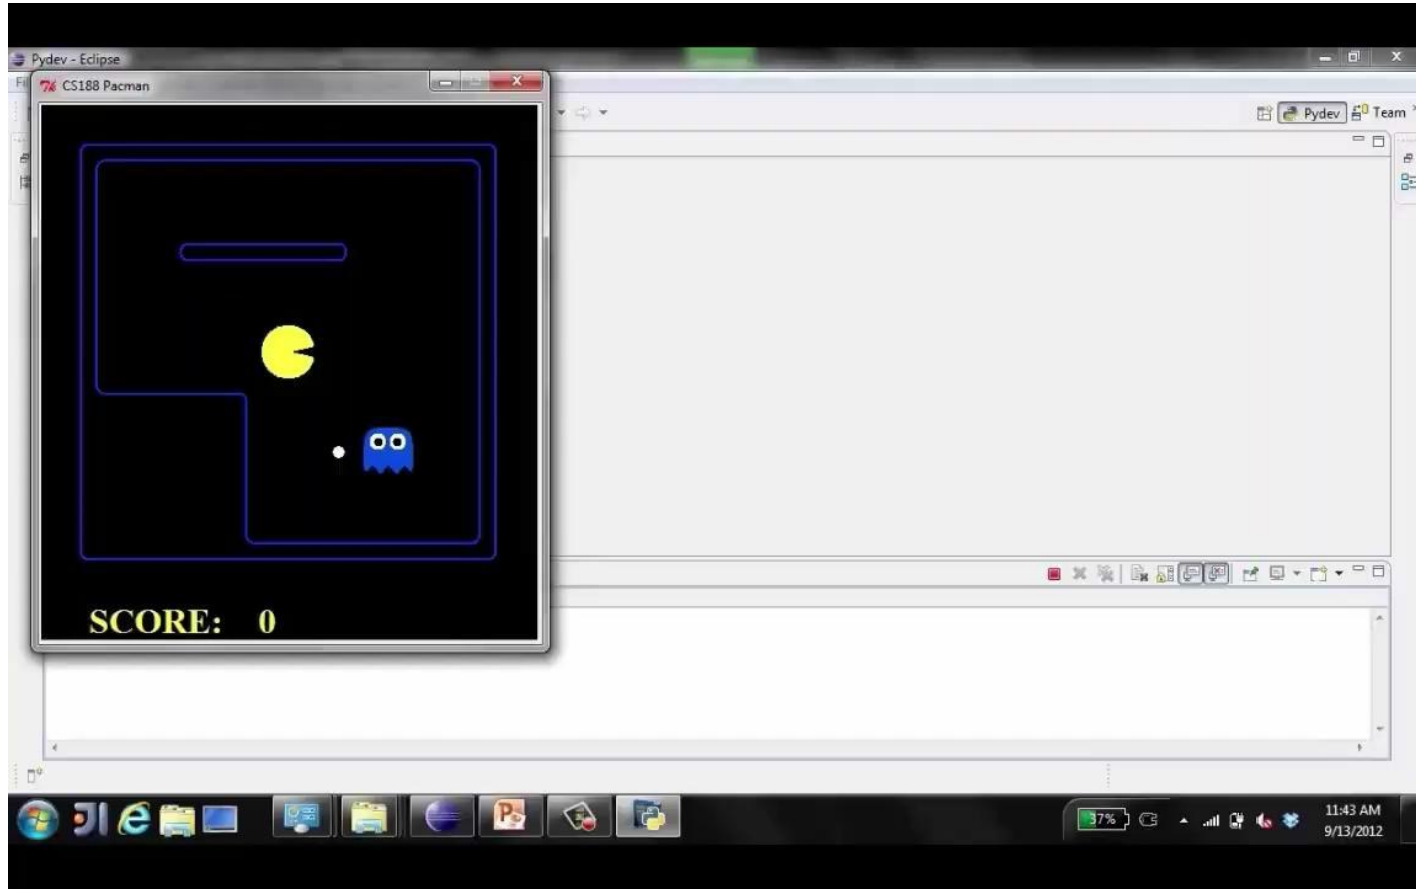 Pydev - Eclipse
CS188 Pacman
Pydev
Team
SCORE: 0
37%
11:43 AM
9/13/2012